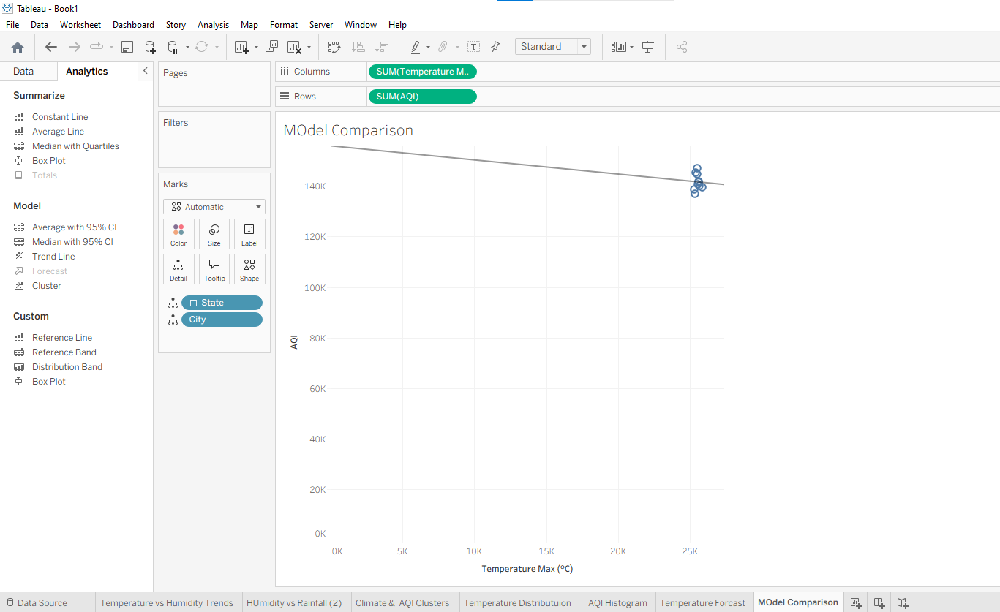 Tableau - Book1
File Data Worksheet Dashboard Story Analysis Map Format Server Window Help
Standard
Data Analytics
Summarize
Constant Line
Average Line
Median with Quartiles
Box Plot
Totals
Model
Average with 95% CI
Median with 95% CI
Trend Line
Forecast
Cluster
Custom
Reference Line
Reference Band
Distribution Band
Box Plot
Pages
Filters
Marks
Automatic
Color Size Label
Detail Tooltip Shape
State
City
Columns SUM(Temperature M..
Rows SUM(AQI)
MOdel Comparison
140K
120K
100K
80K
60K
40K
20K
0K
AQI
0K 5K 10K 15K 20K 25K
Temperature Max (ºC)
Data Source Temperature vs Humidity Trends HUmidity vs Rainfall (2) Climate & AQI Clusters Temperature Distributuion AQI Histogram Temperature Forcast MOdel Comparison